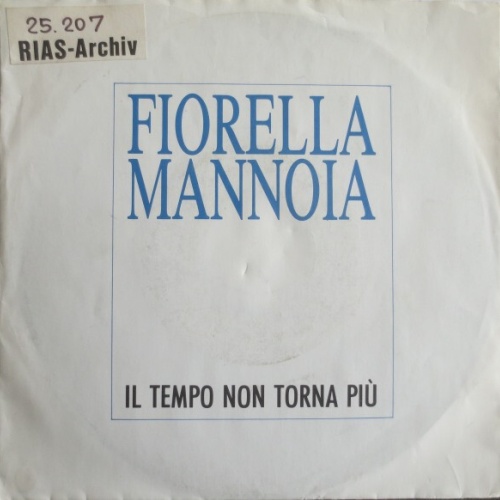 25.207
RIAS-Archiv
FIORELLA
MANNOIA
IL TEMPO NON TORNA PIÙ